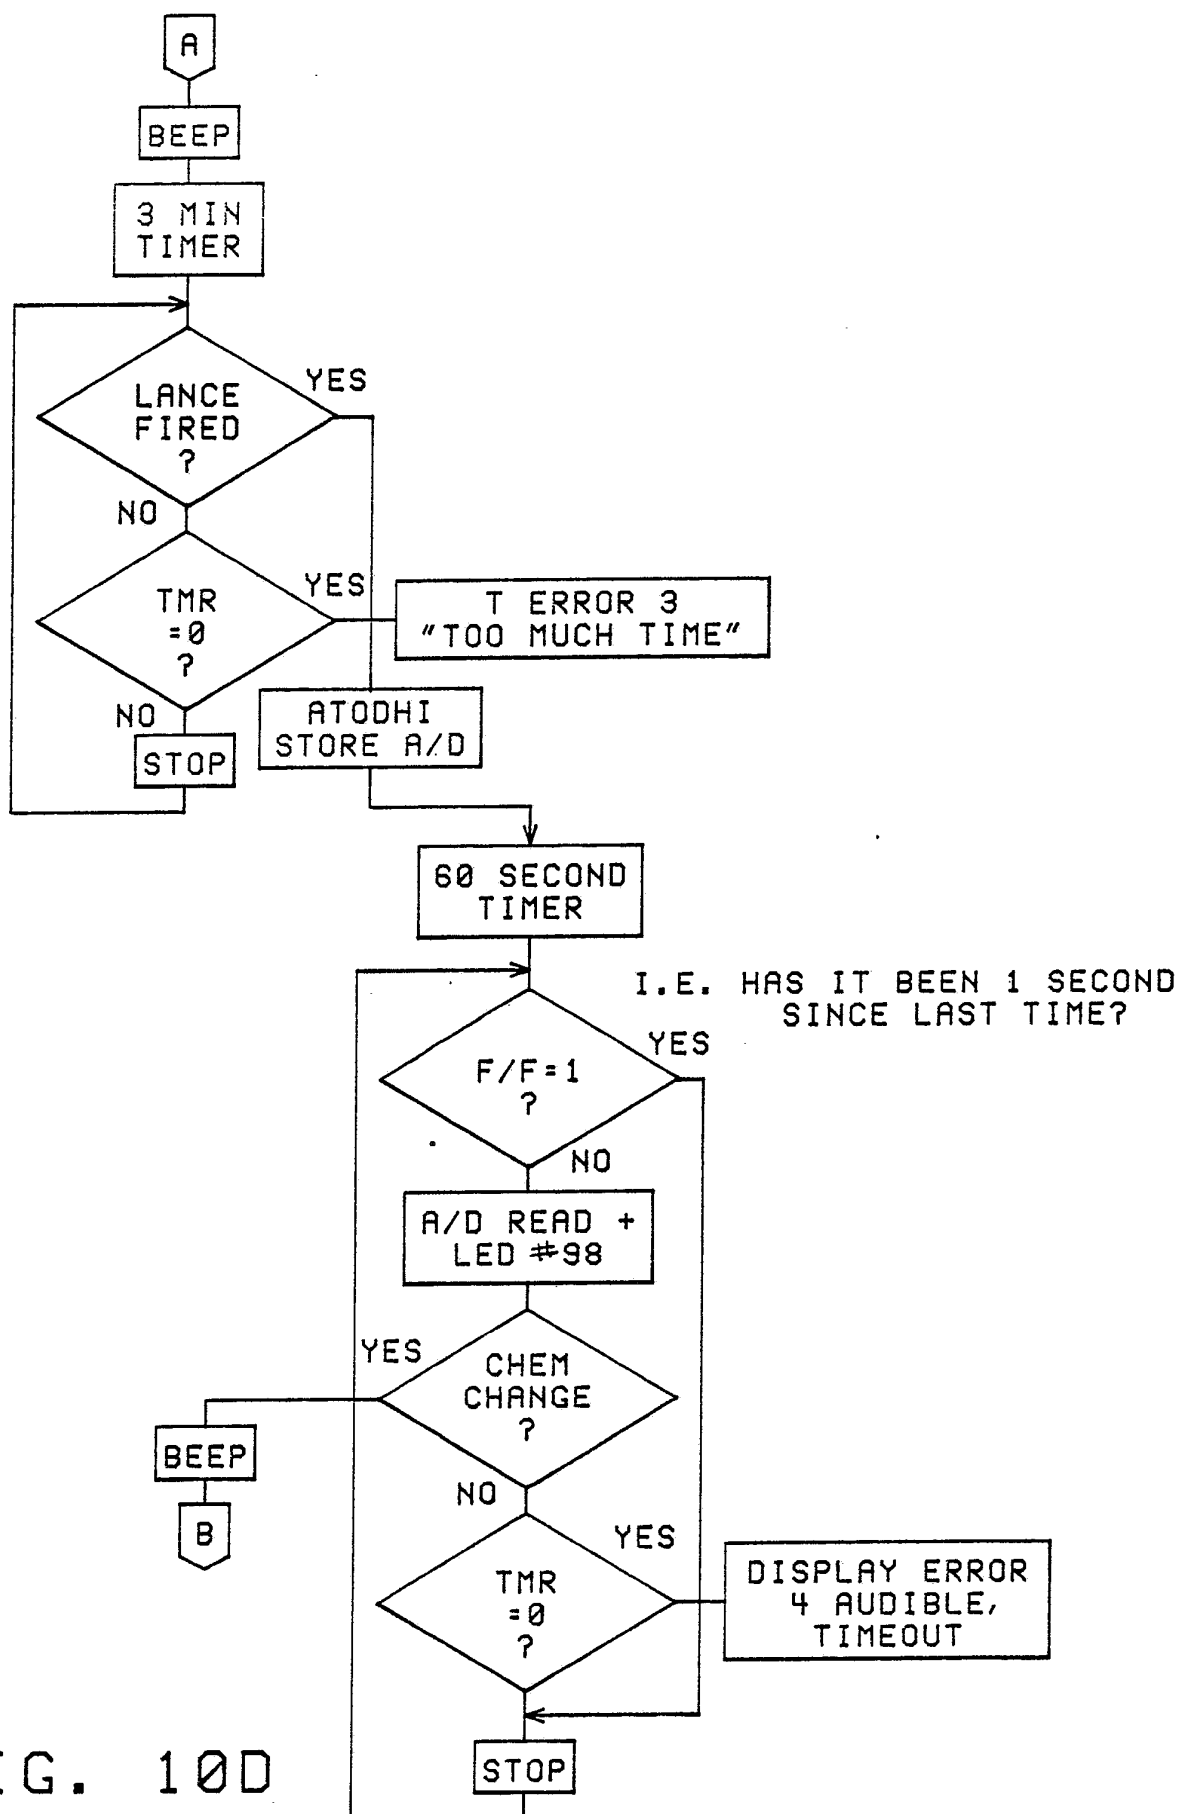 A
BEEP
3 MIN
TIMER
YES
LANCE
FIRED
?
NO
YES
TMR
=0
?
T ERROR 3
"TOO MUCH TIME"
NO
STOP
ATODHI
STORE A/D
60 SECOND
TIMER
I.E. HAS IT BEEN 1 SECOND
SINCE LAST TIME?
YES
F/F=1
?
NO
A/D READ +
LED #98
YES
CHEM
CHANGE
?
BEEP
B
NO
YES
TMR
=0
?
DISPLAY ERROR
4 AUDIBLE,
TIMEOUT
STOP
IG. 10D